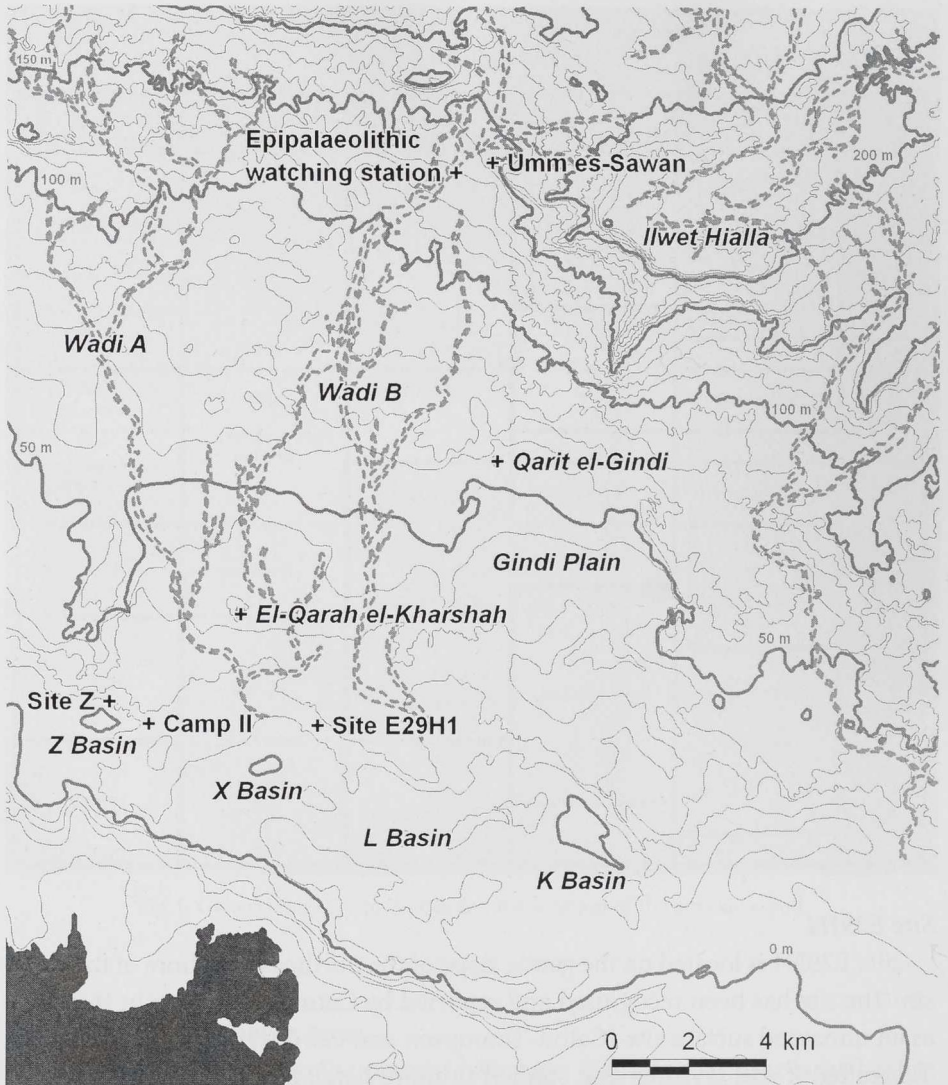 150 m
Epipalaeolithic
watching station +
+ Umm es-Sawan
200 m
100 m
Ilwet Hialla
Wadi A
Wadi B
100 m
50 m
+ Qarit el-Gindi
Gindi Plain
+ El-Qarah el-Kharshah
50 m
Site Z +
+ Camp II
+ Site E29H1
Z Basin
X Basin
L Basin
K Basin
0 m
0 2 4 km